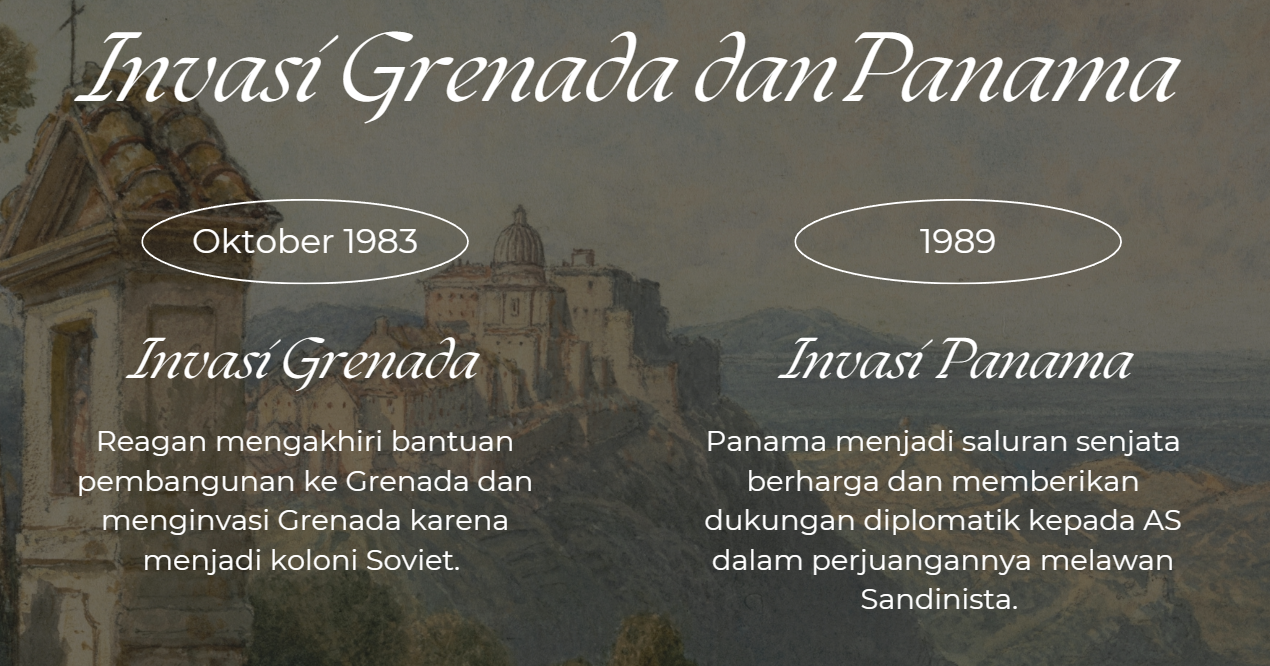 Invasi Grenada dan Panama
Oktober 1983
Invasi Grenada
Reagan mengakhiri bantuan
pembangunan ke Grenada dan
menginvasi Grenada karena
menjadi koloni Soviet.
1989
Invasi Panama
Panama menjadi saluran senjata
berharga dan memberikan
dukungan diplomatik kepada AS
dalam perjuangannya melawan
Sandinista.